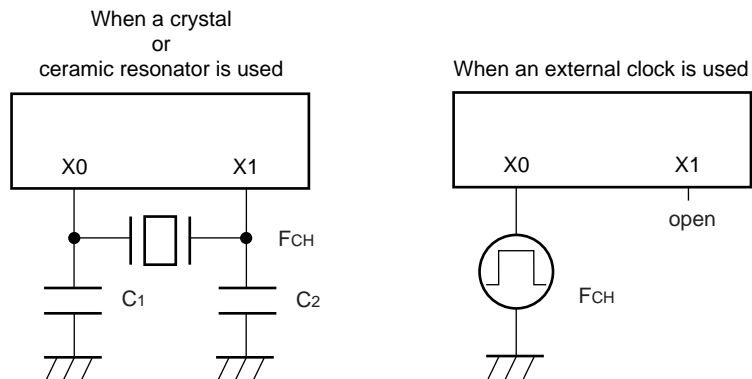 When a crystal
or
ceramic resonator is used
X0 X1
FCH
C1 C2
When an external clock is used
X0 X1
open
FCH